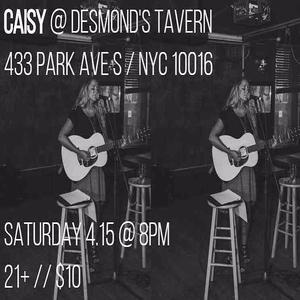 CAISY @ DESMOND'S TAVERN
433 PARK AVE S / NYC 10016
SATURDAY 4.15 @ 8PM
21+ // $10